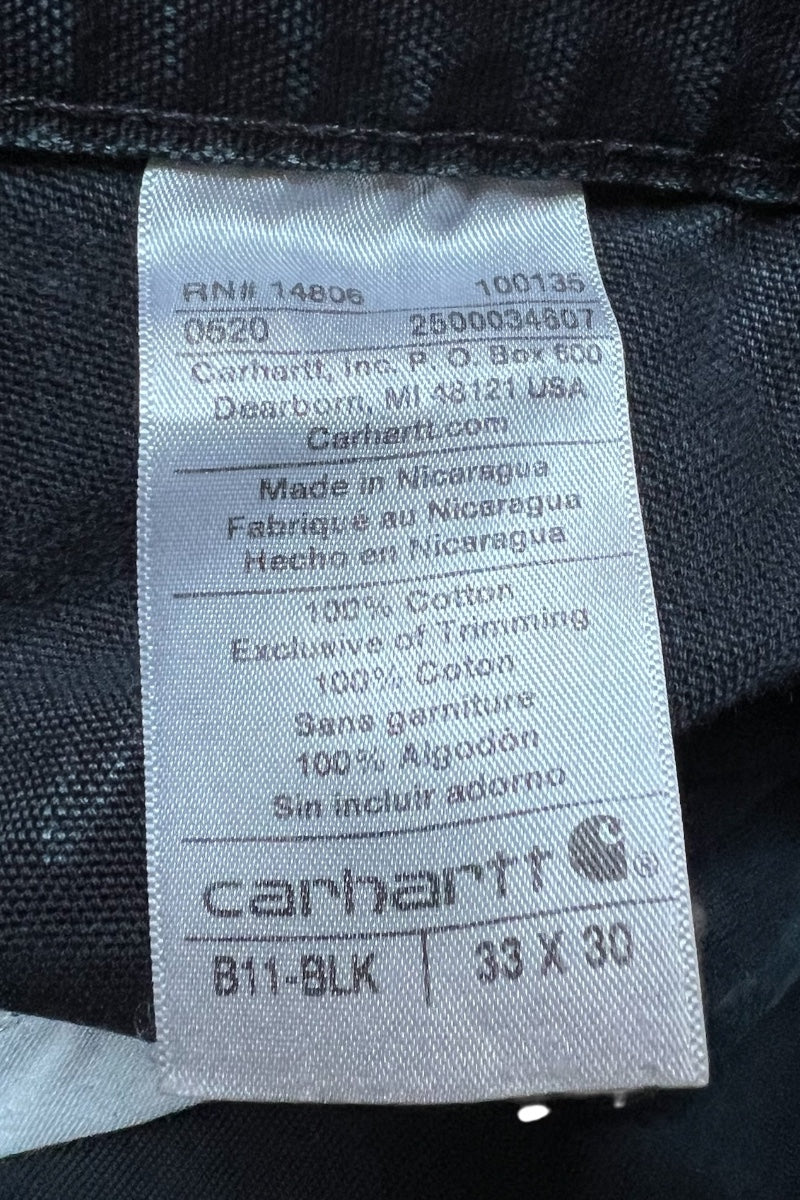 RN# 14806 100135
0520 2500034607
Carhartt, Inc. P. O. Box 600
Dearborn, MI 48121 USA
Carhartt.com
Made in Nicaragua
Fabriqué au Nicaragua
Hecho en Nicaragua
100% Cotton
Exclusive of Trimming
100% Coton
Sans garniture
100% Algodón
Sin incluir adorno
carhartt ®
B11-BLK 33 X 30